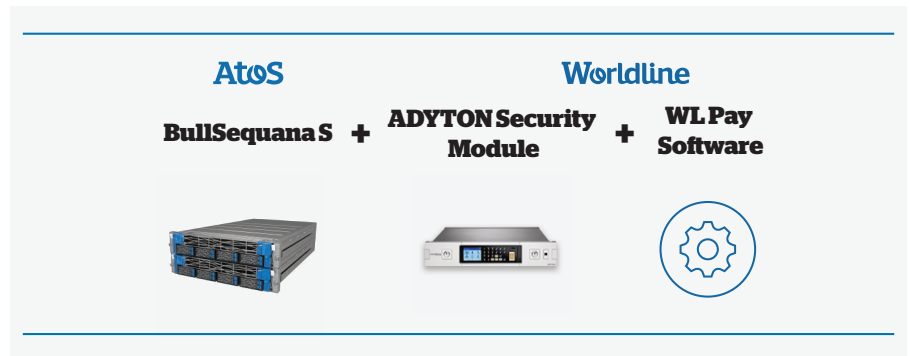 Atos
Worldline
BullSequana S + ADYTON Security Module + WL Pay Software